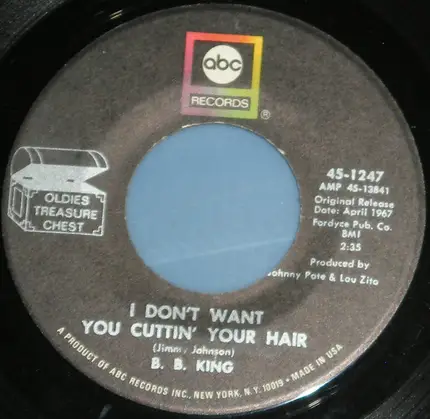 abc
RECORDS
®
OLDIES
TREASURE
CHEST
45-1247
AMP 45-13841
Original Release
Date: April 1967
Fordyce Pub. Co.
BMI
2:35
Produced by
Johnny Pate & Lou Zito
I DON'T WANT
YOU CUTTIN' YOUR HAIR
(Jimmy Johnson)
B. B. KING
A PRODUCT OF ABC RECORDS INC., NEW YORK, N.Y. 10019 • MADE IN USA